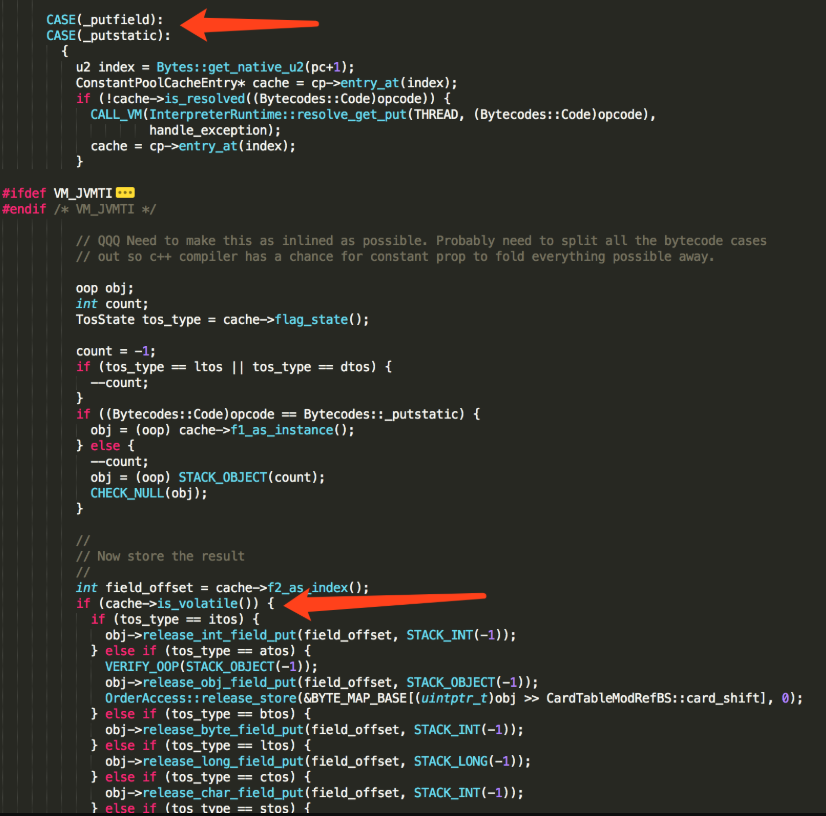 CASE(_putfield):
CASE(_putstatic):
{
u2 index = Bytes::get_native_u2(pc+1);
ConstantPoolCacheEntry* cache = cp->entry_at(index);
if (!cache->is_resolved((Bytecodes::Code)opcode)) {
CALL_VM(InterpreterRuntime::resolve_get_put(THREAD, (Bytecodes::Code)opcode),
handle_exception);
cache = cp->entry_at(index);
}
#ifdef VM_JVMTI
#endif /* VM_JVMTI */
// QQQ Need to make this as inlined as possible. Probably need to split all the bytecode cases
// out so c++ compiler has a chance for constant prop to fold everything possible away.
oop obj;
int count;
TosState tos_type = cache->flag_state();
count = -1;
if (tos_type == ltos || tos_type == dtos) {
--count;
}
if ((Bytecodes::Code)opcode == Bytecodes::_putstatic) {
obj = (oop) cache->f1_as_instance();
} else {
--count;
obj = (oop) STACK_OBJECT(count);
CHECK_NULL(obj);
}
//
// Now store the result
//
int field_offset = cache->f2_as_index();
if (cache->is_volatile()) {
if (tos_type == itos) {
obj->release_int_field_put(field_offset, STACK_INT(-1));
} else if (tos_type == atos) {
VERIFY_OOP(STACK_OBJECT(-1));
obj->release_obj_field_put(field_offset, STACK_OBJECT(-1));
OrderAccess::release_store(&BYTE_MAP_BASE[(uintptr_t)obj >> CardTableModRefBS::card_shift], 0);
} else if (tos_type == btos) {
obj->release_byte_field_put(field_offset, STACK_INT(-1));
} else if (tos_type == ltos) {
obj->release_long_field_put(field_offset, STACK_LONG(-1));
} else if (tos_type == ctos) {
obj->release_char_field_put(field_offset, STACK_INT(-1));
} else if (tos_type == stos) {